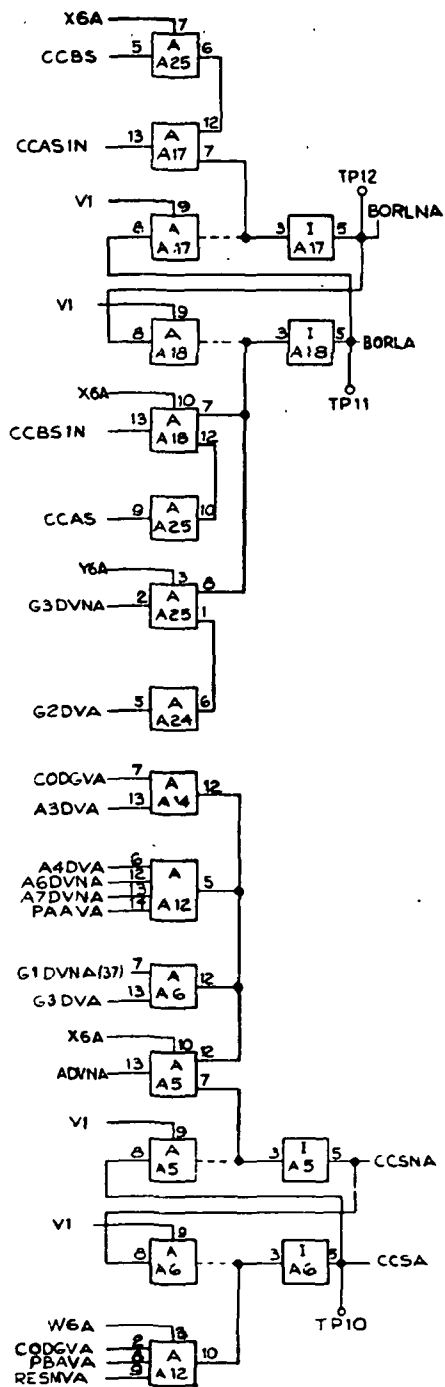 X6A 7
CCBS 5 A A25 6
12
CCASIN 13 A A17 7
TP12
V1 9 BORLNA
8 A A17 3 I A17 5
V1 9
8 A A18 3 I A18 5 BORLA
X6A 10 TP11
CCBSIN 13 A A18 7
12
CCAS 9 A A25 10
Y6A 3
G3DVNA 2 A A25 8
1
G2DVA 5 A A24 6
CODGVA 7 A 12
A3DVA 13
A4DVA 6 A
A6DVNA 12 5
A7DVNA 13 A12
PAAVA 14
G1DVNA(37) 7 A 12
G3DVA 13 A6
X6A 10
ADVNA 13 A A5 12
7
V1 9
8 A A5 3 I A5 5 CCSNA
V1 9
8 A A6 3 I A6 5 CCSA
TP10
W6A 3
CODGVA 2 A
PBAVA 8 A12 10
RESMVA 9